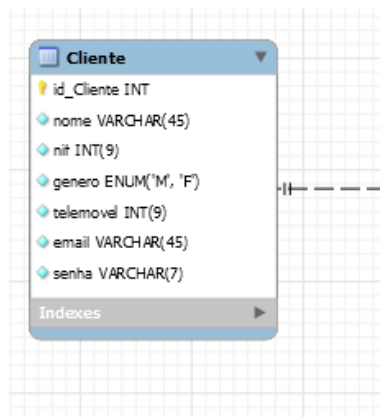 Cliente
id_Cliente INT
nome VARCHAR(45)
nif INT(9)
genero ENUM('M', 'F')
telemovel INT(9)
email VARCHAR(45)
senha VARCHAR(7)
Indexes